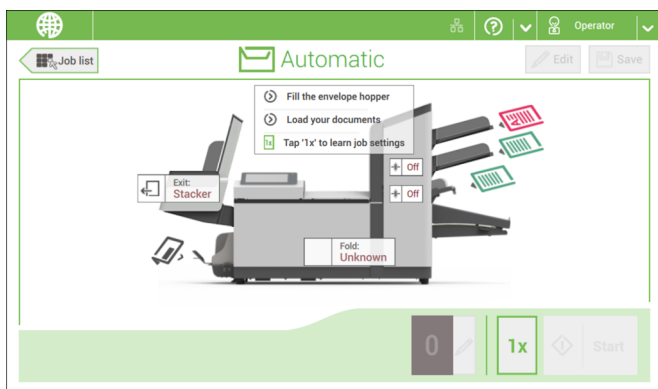 Operator
Job list
Automatic
Edit
Save
Fill the envelope hopper
Load your documents
1x Tap '1x' to learn job settings
Off
Exit:
Stacker
Off
Fold:
Unknown
0
1x
Start